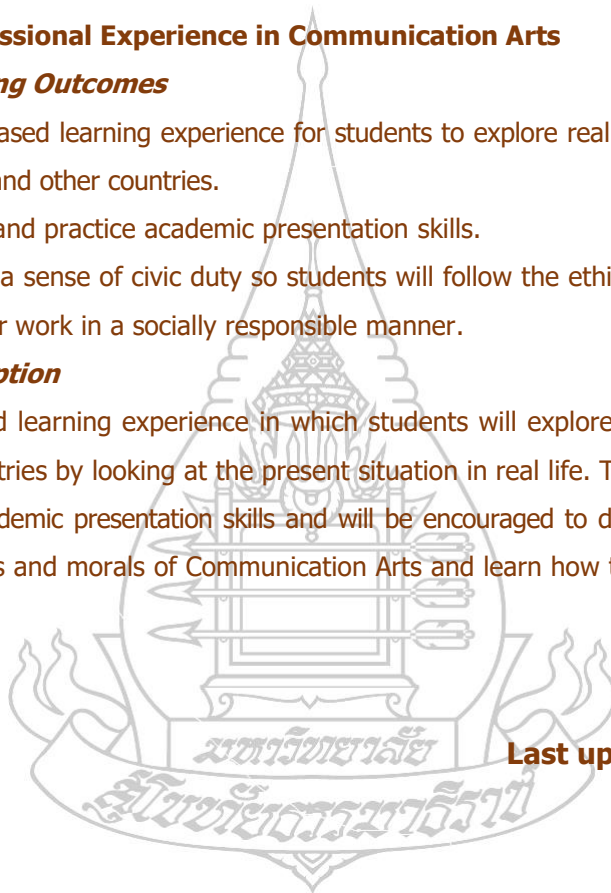 ssional Experience in Communication Arts
ng Outcomes
ased learning experience for students to explore real
and other countries.
and practice academic presentation skills.
a sense of civic duty so students will follow the ethi
r work in a socially responsible manner.
ption
d learning experience in which students will explore
tries by looking at the present situation in real life. T
demic presentation skills and will be encouraged to d
s and morals of Communication Arts and learn how t
มหาวิทยาลัย
Last up
สุโขทัยธรรมาธิราช